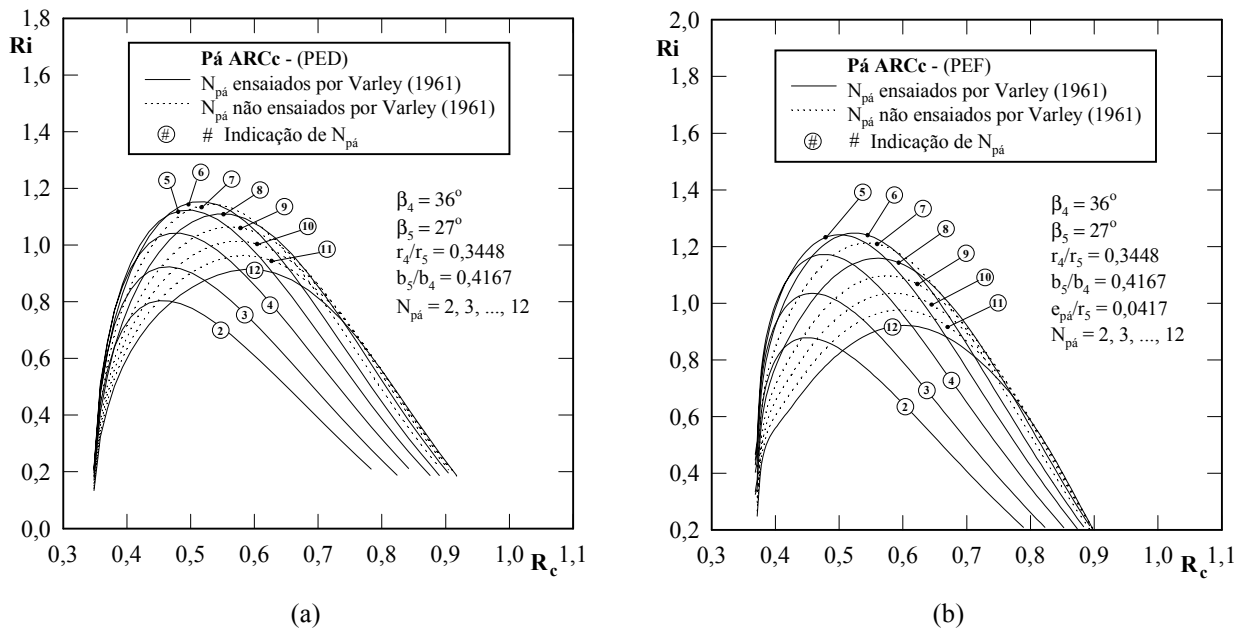 1,8
Ri
1,6
1,4
1,2
1,0
0,8
0,6
0,4
0,2
0,0
Pá ARCc - (PED)
N_pá ensaiados por Varley (1961)
N_pá não ensaiados por Varley (1961)
# # Indicação de N_pá
5
6
7
8
9
10
11
12
4
3
2
β₄ = 36°
β₅ = 27°
r₄/r₅ = 0,3448
b₅/b₄ = 0,4167
N_pá = 2, 3, ..., 12
0,3 0,4 0,5 0,6 0,7 0,8 0,9 1,0 1,1
R_c
(a)
2,0
Ri
1,8
1,6
1,4
1,2
1,0
0,8
0,6
0,4
0,2
Pá ARCc - (PEF)
N_pá ensaiados por Varley (1961)
N_pá não ensaiados por Varley (1961)
# # Indicação de N_pá
5
6
7
8
9
10
11
12
4
3
2
β₄ = 36°
β₅ = 27°
r₄/r₅ = 0,3448
b₅/b₄ = 0,4167
e_pá/r₅ = 0,0417
N_pá = 2, 3, ..., 12
0,3 0,4 0,5 0,6 0,7 0,8 0,9 1,0 1,1
R_c
(b)